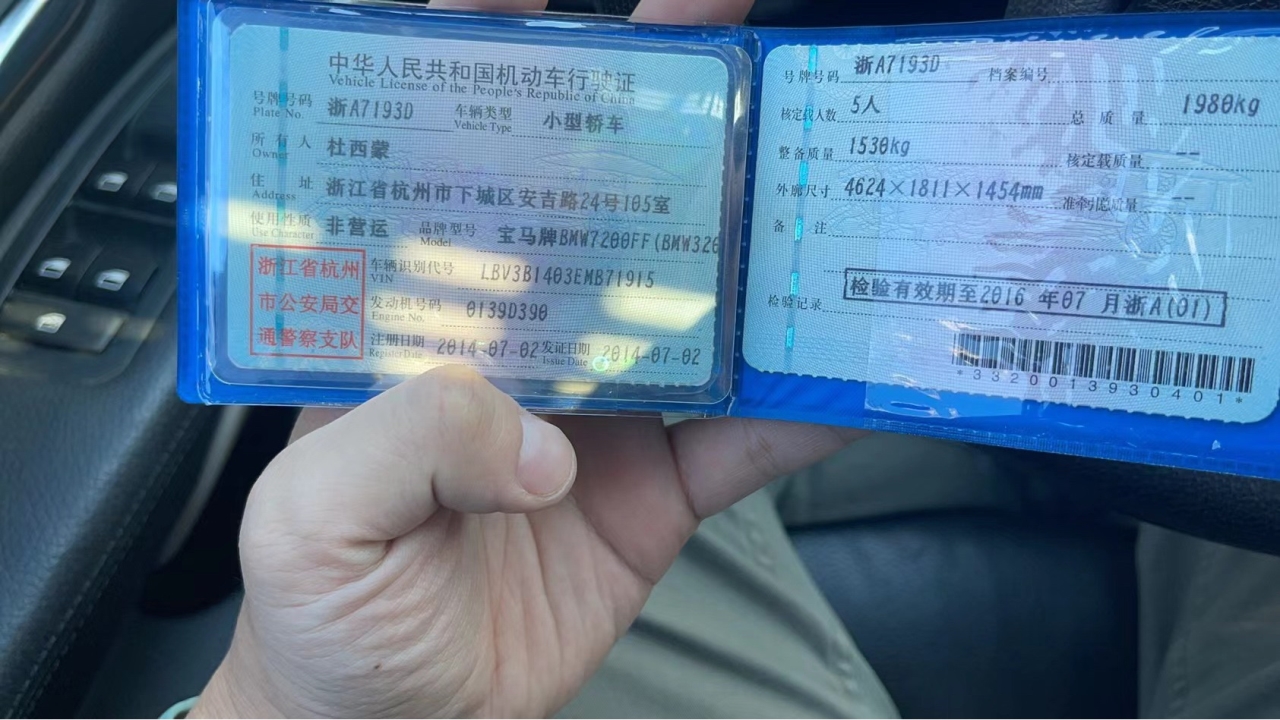 中华人民共和国机动车行驶证
Vehicle License of the People's Republic of China
号牌号码 浙A7193D 车辆类型 小型轿车
Plate No. Vehicle Type
所有人 杜西蒙
Owner
住址 浙江省杭州市下城区安吉路24号105室
Address
使用性质 非营运 品牌型号 宝马牌BMW7200FF(BMW320
Use Character Model
浙江省杭州
市公安局交
通警察支队
车辆识别代号 LBV3B1403EMB71915
VIN
发动机号码 0139D390
Engine No.
注册日期 2014-07-02 发证日期 2014-07-02
Register Date Issue Date
号牌号码 浙A7193D 档案编号
核定载人数 5人 总质量 1980kg
整备质量 1530kg 核定载质量 --
外廓尺寸 4624×1811×1454mm 准牵引总质量 --
备注
检验记录 检验有效期至2016年07月浙A(01)
*3320013930401*